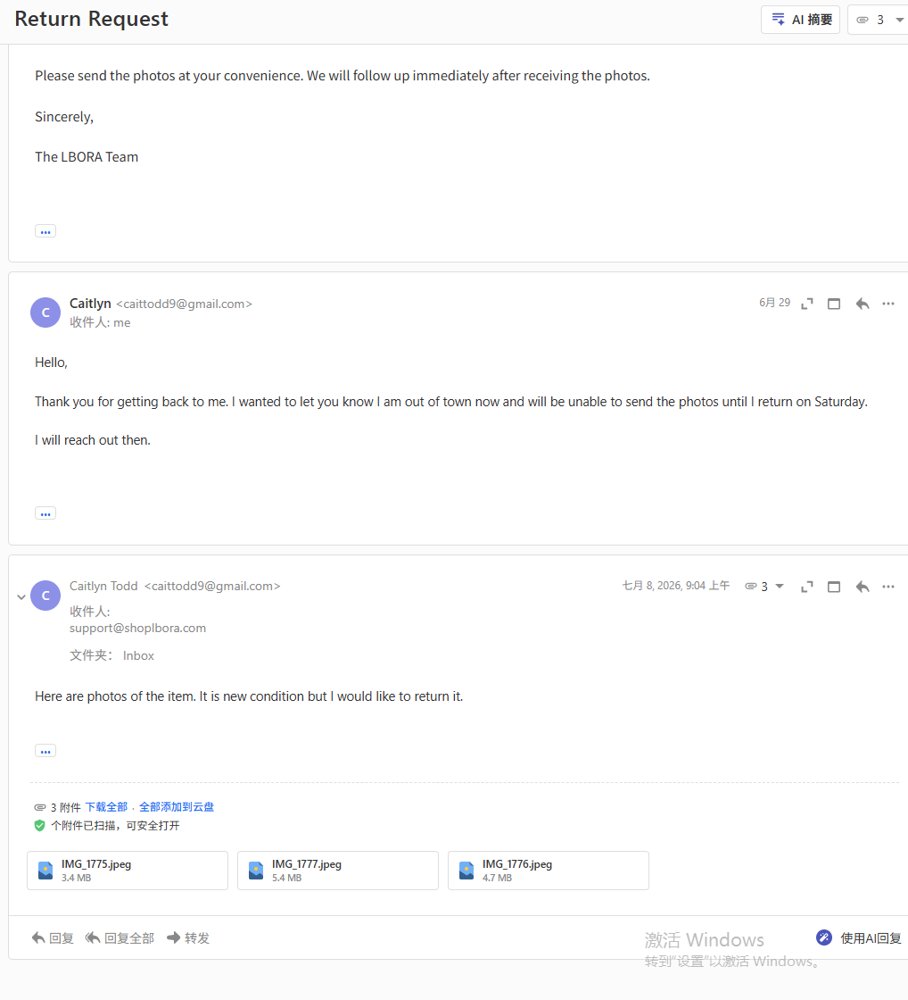 Return Request
AI 摘要
3
Please send the photos at your convenience. We will follow up immediately after receiving the photos.
Sincerely,
The LBORA Team
...
C
Caitlyn <caittodd9@gmail.com>
6月 29
收件人: me
Hello,
Thank you for getting back to me. I wanted to let you know I am out of town now and will be unable to send the photos until I return on Saturday.
I will reach out then.
...
C
Caitlyn Todd <caittodd9@gmail.com>
七月 8, 2026, 9:04 上午
3
收件人:
support@shoplbora.com
文件夹： Inbox
Here are photos of the item. It is new condition but I would like to return it.
...
3 附件 下载全部 . 全部添加到云盘
个附件已扫描，可安全打开
IMG_1775.jpeg
3.4 MB
IMG_1777.jpeg
5.4 MB
IMG_1776.jpeg
4.7 MB
回复 回复全部 转发
使用AI回复
激活 Windows
转到"设置"以激活 Windows。